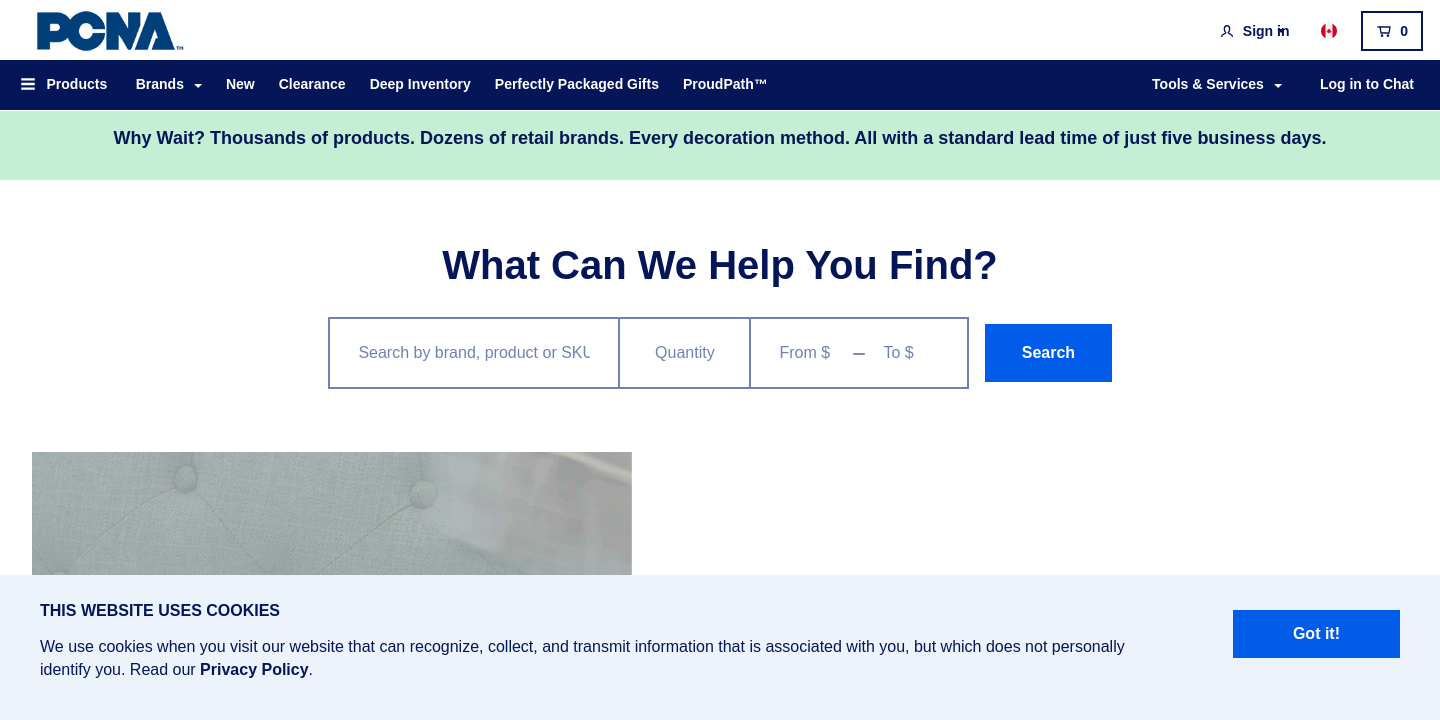 PCNA™
Sign in
0
Products Brands New Clearance Deep Inventory Perfectly Packaged Gifts ProudPath™ Tools & Services Log in to Chat
Why Wait? Thousands of products. Dozens of retail brands. Every decoration method. All with a standard lead time of just five business days.
What Can We Help You Find?
Search by brand, product or SKU Quantity From $ — To $ Search
THIS WEBSITE USES COOKIES
We use cookies when you visit our website that can recognize, collect, and transmit information that is associated with you, but which does not personally
identify you. Read our Privacy Policy.
Got it!